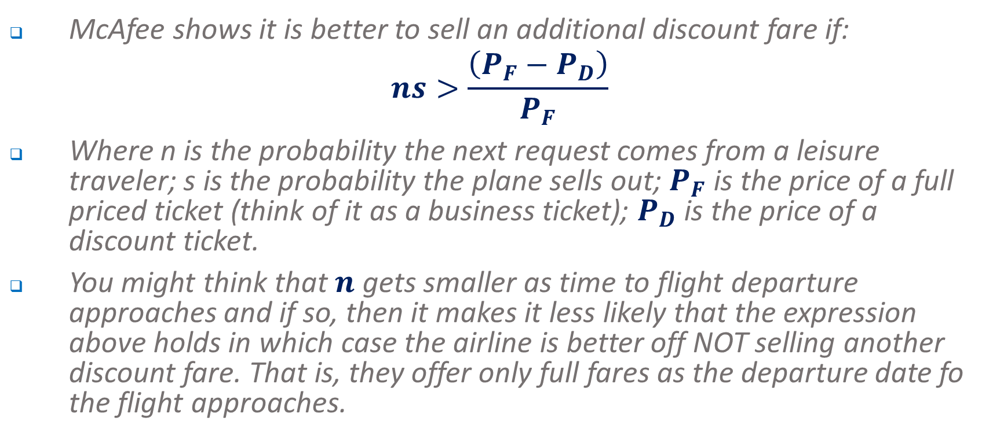 McAfee shows it is better to sell an additional discount fare if:
ns > (P_F − P_D) / P_F
Where n is the probability the next request comes from a leisure
traveler; s is the probability the plane sells out; P_F is the price of a full
priced ticket (think of it as a business ticket); P_D is the price of a
discount ticket.
You might think that n gets smaller as time to flight departure
approaches and if so, then it makes it less likely that the expression
above holds in which case the airline is better off NOT selling another
discount fare. That is, they offer only full fares as the departure date fo
the flight approaches.